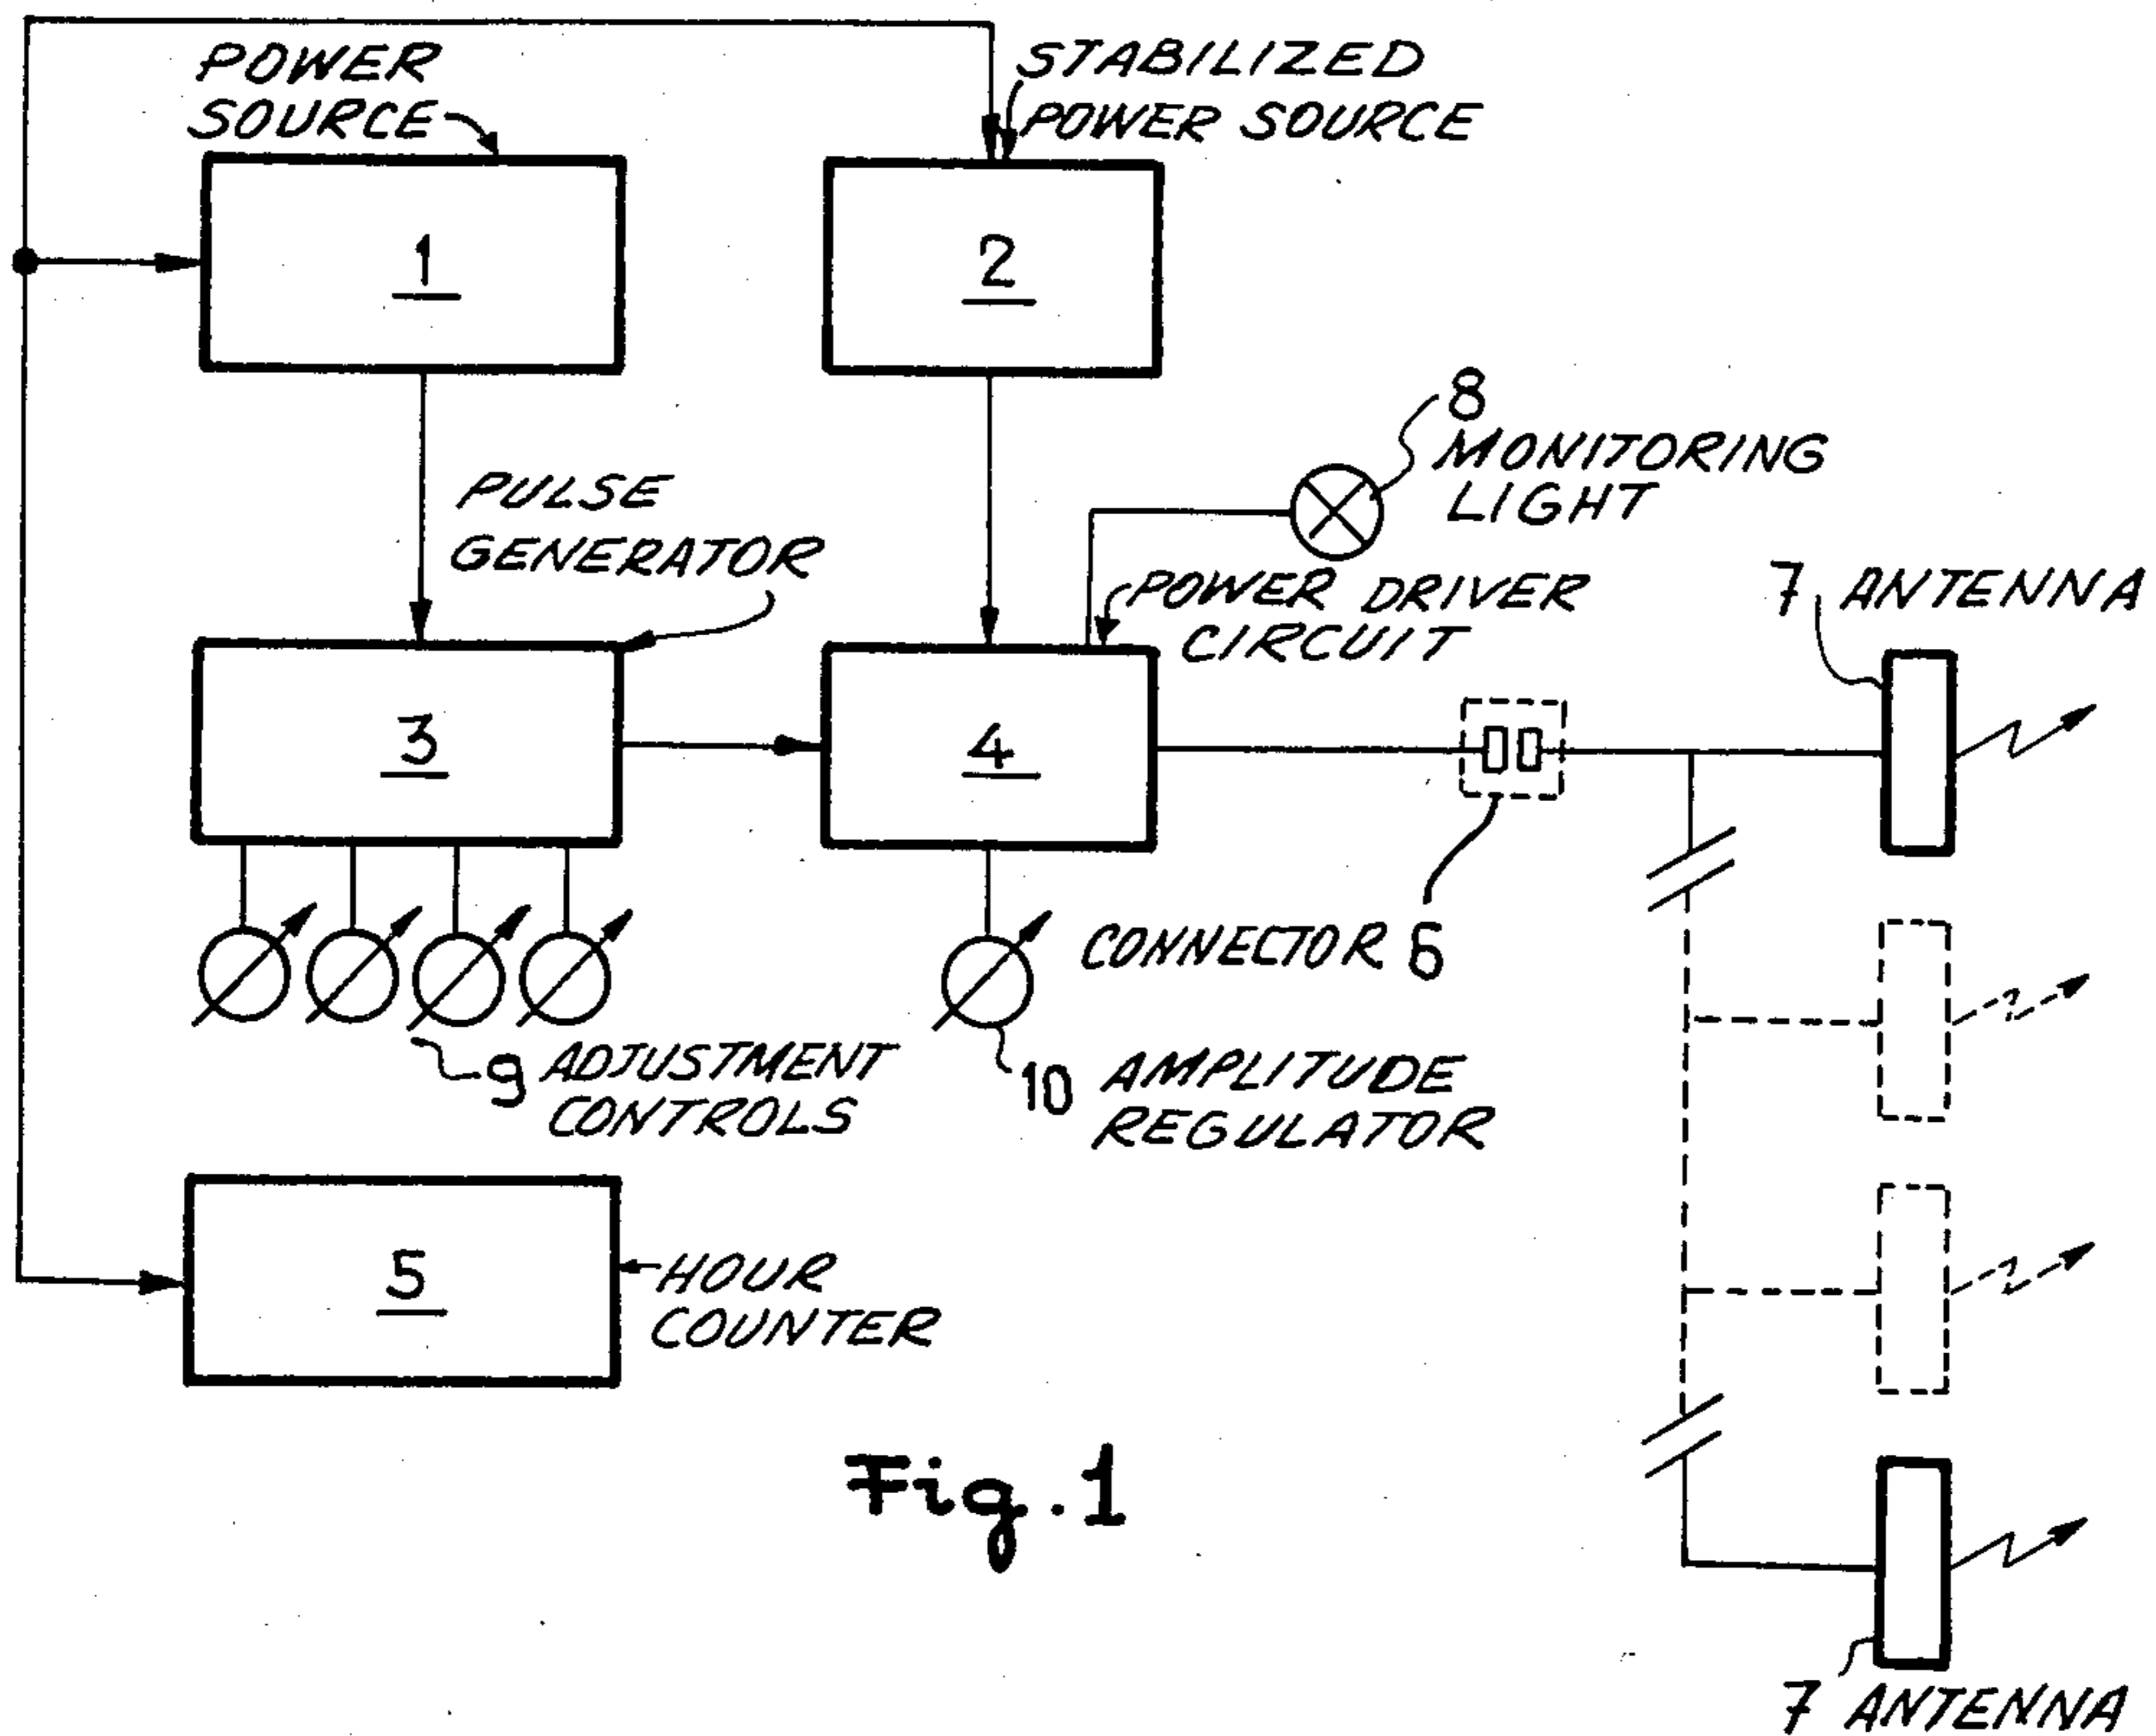 POWER
SOURCE
STABILIZED
POWER SOURCE
1
2
8
MONITORING
LIGHT
PULSE
GENERATOR
POWER DRIVER
CIRCUIT
7 ANTENNA
3
4
CONNECTOR 6
9 ADJUSTMENT
CONTROLS
10 AMPLITUDE
REGULATOR
5
HOUR
COUNTER
Fig.1
7 ANTENNA